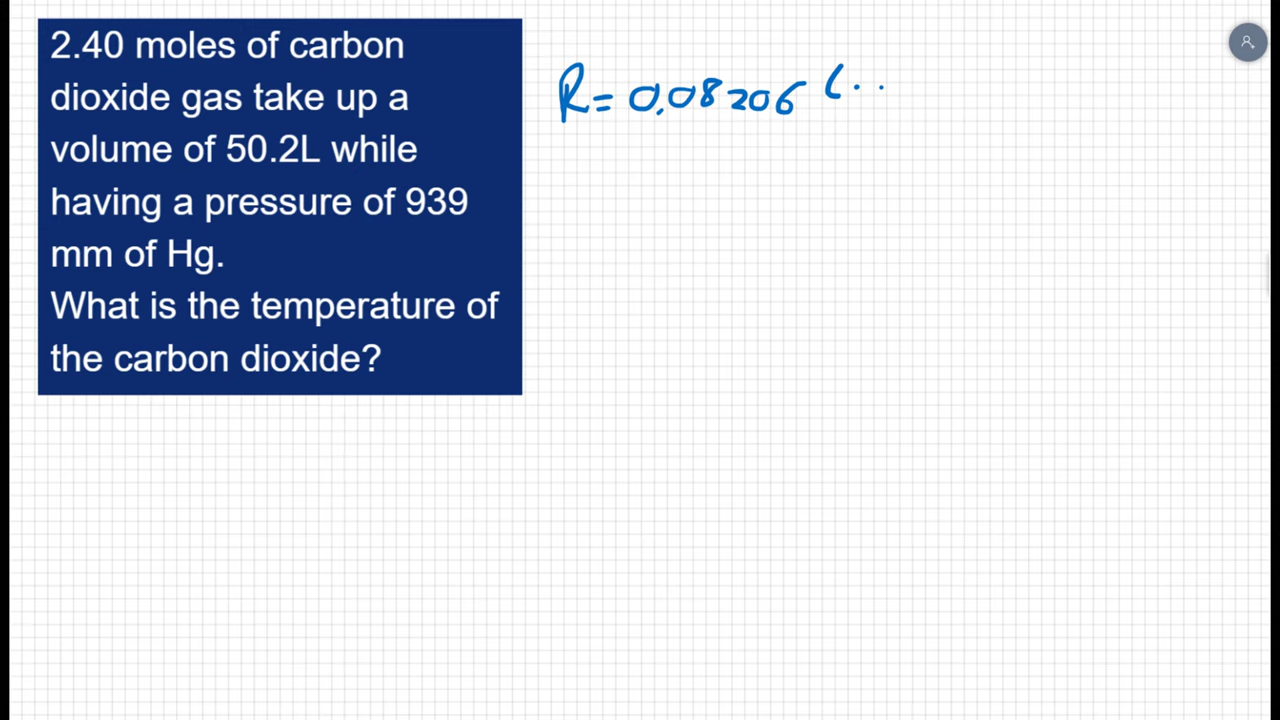 2.40 moles of carbon
dioxide gas take up a
volume of 50.2L while
having a pressure of 939
mm of Hg.
What is the temperature of
the carbon dioxide?
R = 0.08206 L..